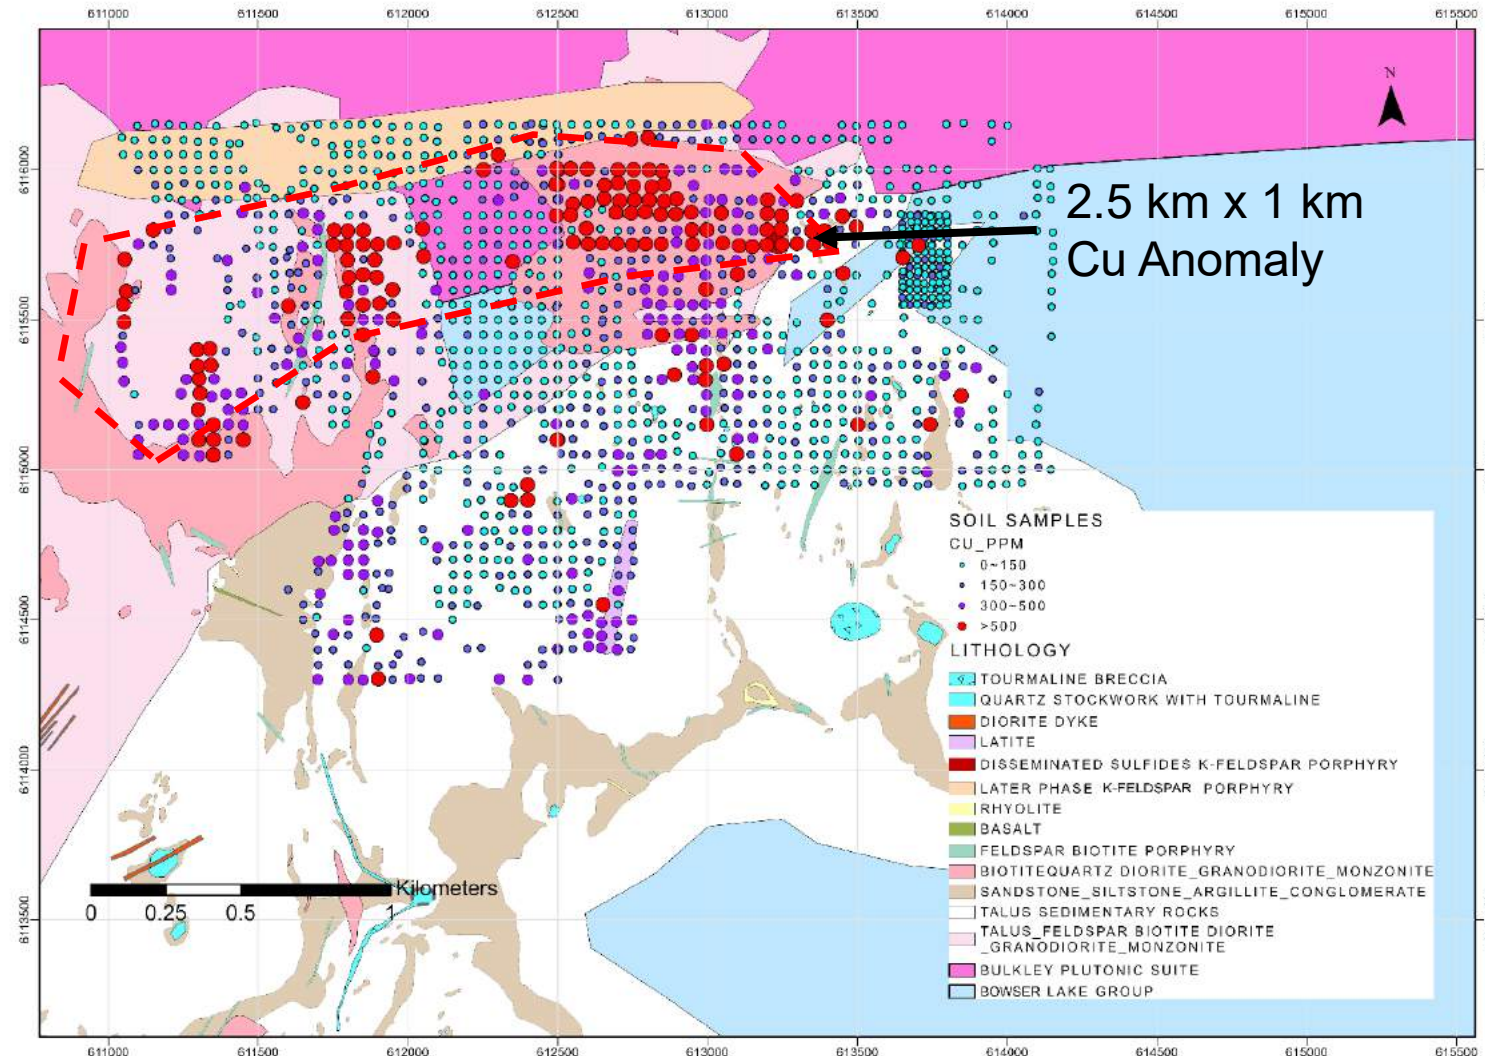 611000 611500 612000 612500 613000 613500 614000 614500 615000 615500
N
6116000
2.5 km x 1 km
Cu Anomaly
6115500
6115000
SOIL SAMPLES
CU_PPM
0~150
150~300
300~500
>500
6114500
LITHOLOGY
TOURMALINE BRECCIA
QUARTZ STOCKWORK WITH TOURMALINE
DIORITE DYKE
LATITE
6114000
DISSEMINATED SULFIDES K-FELDSPAR PORPHYRY
LATER PHASE K-FELDSPAR PORPHYRY
RHYOLITE
BASALT
FELDSPAR BIOTITE PORPHYRY
BIOTITEQUARTZ DIORITE_GRANODIORITE_MONZONITE
SANDSTONE_SILTSTONE_ARGILLITE_CONGLOMERATE
TALUS SEDIMENTARY ROCKS
TALUS_FELDSPAR BIOTITE DIORITE
_GRANODIORITE_MONZONITE
BULKLEY PLUTONIC SUITE
BOWSER LAKE GROUP
Kilometers
0 0.25 0.5 1
6113500
611000 611500 612000 612500 613000 613500 614000 614500 615000 615500